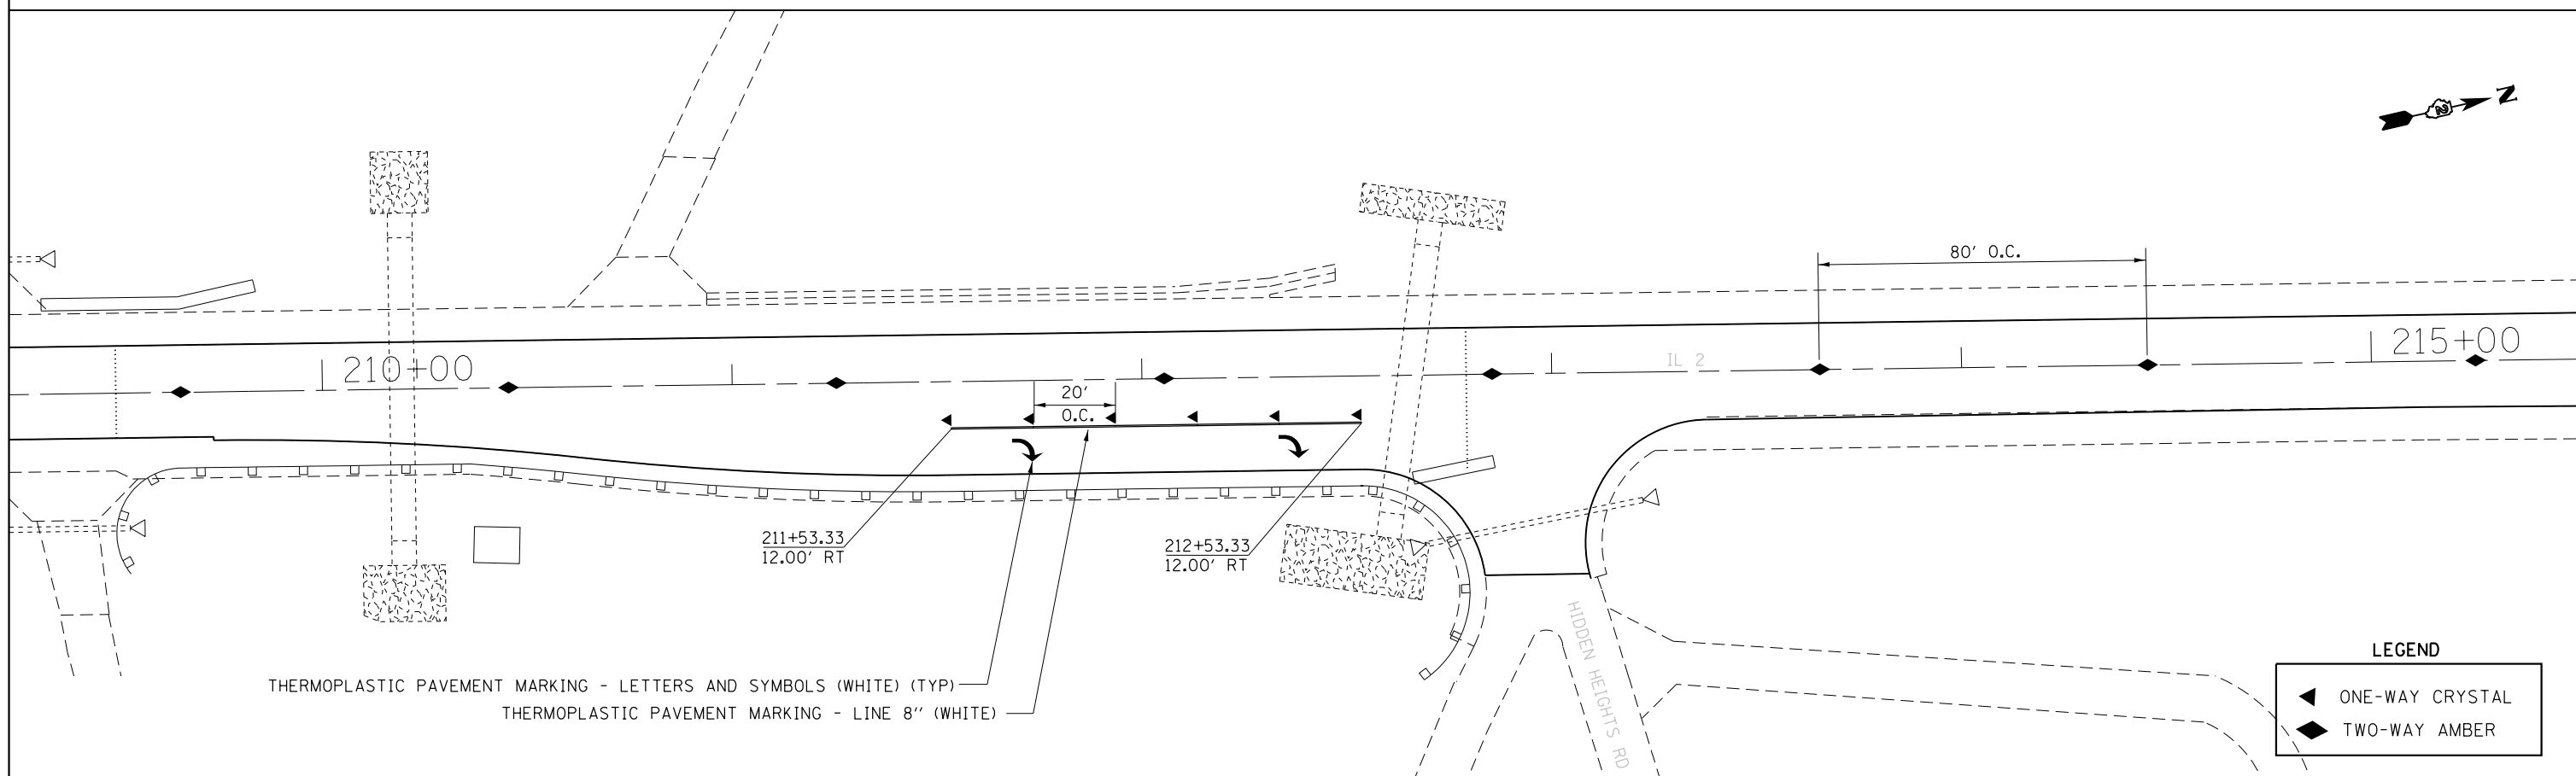 N
2
80' O.C.
210+00
IL 2
215+00
20'
O.C.
211+53.33
12.00' RT
212+53.33
12.00' RT
HIDDEN HEIGHTS RD
THERMOPLASTIC PAVEMENT MARKING - LETTERS AND SYMBOLS (WHITE) (TYP)
THERMOPLASTIC PAVEMENT MARKING - LINE 8" (WHITE)
LEGEND
ONE-WAY CRYSTAL
TWO-WAY AMBER